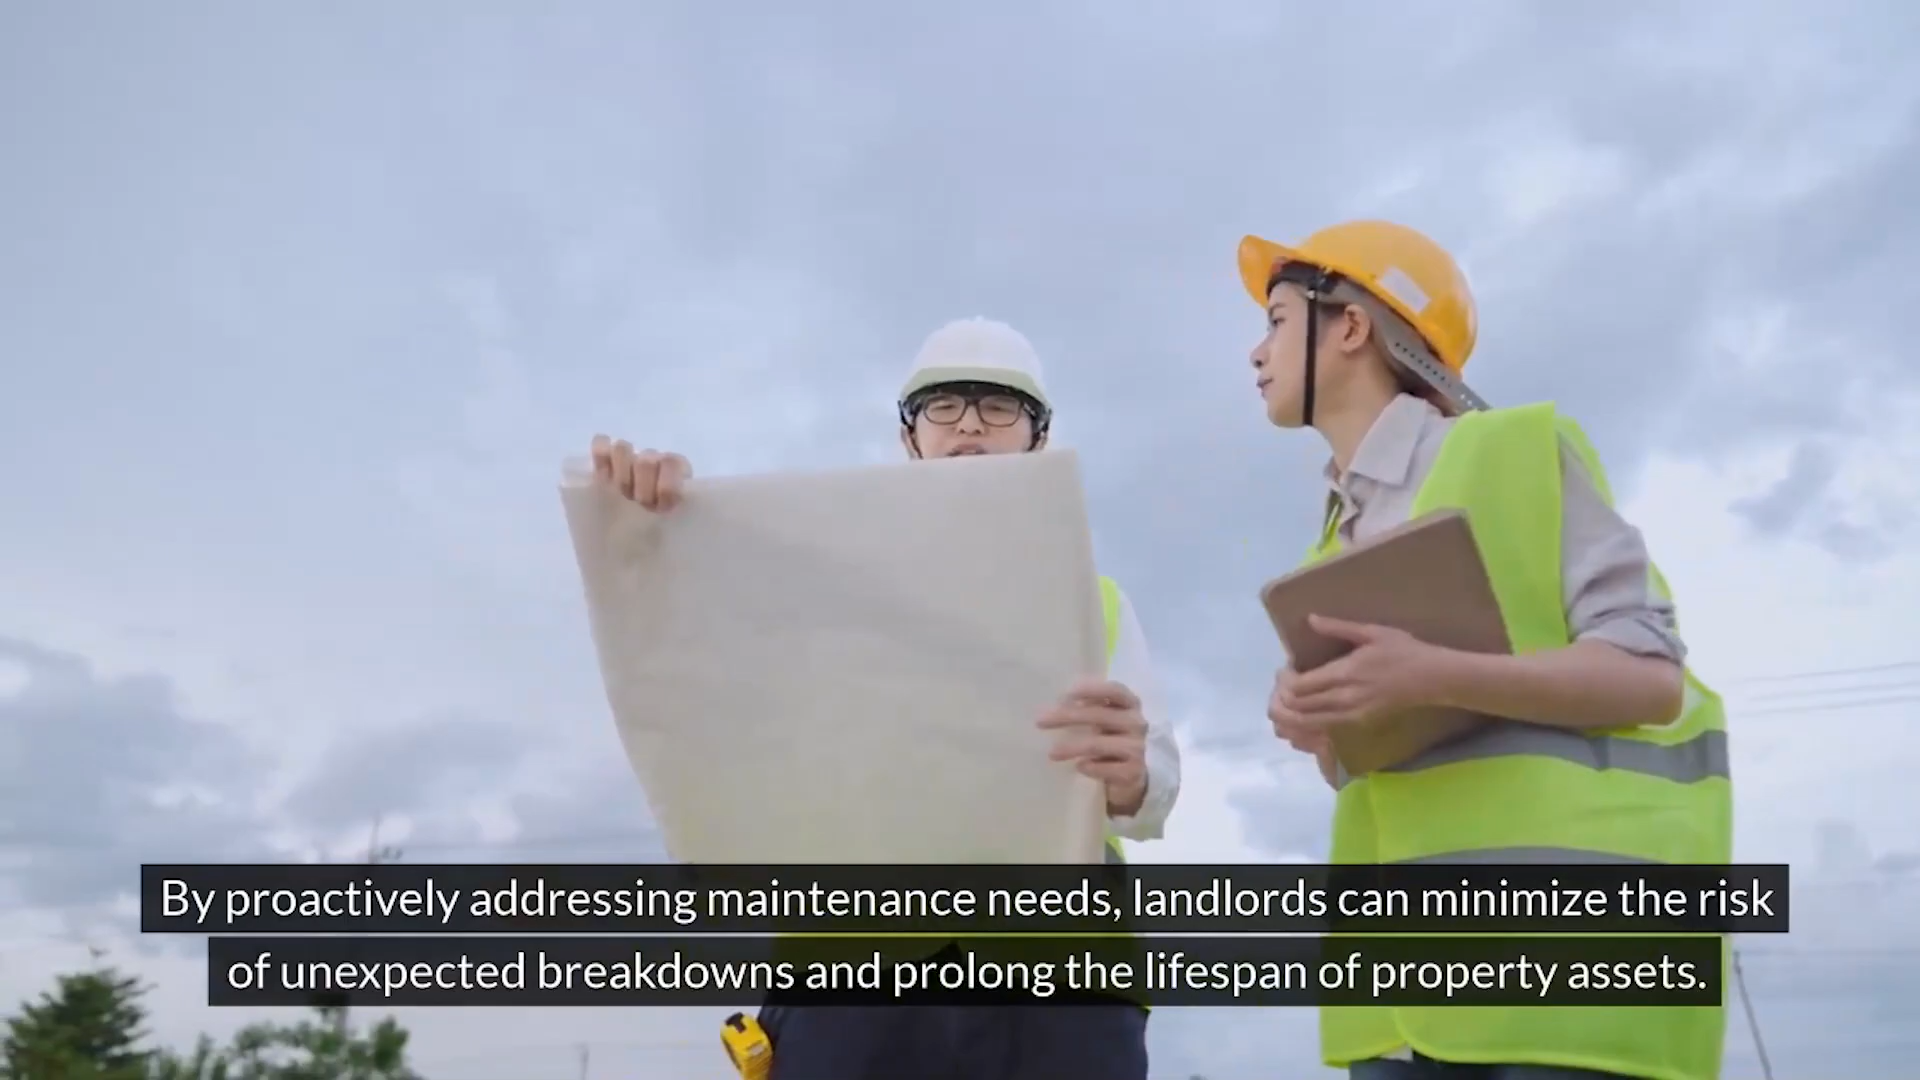 By proactively addressing maintenance needs, landlords can minimize the risk
of unexpected breakdowns and prolong the lifespan of property assets.